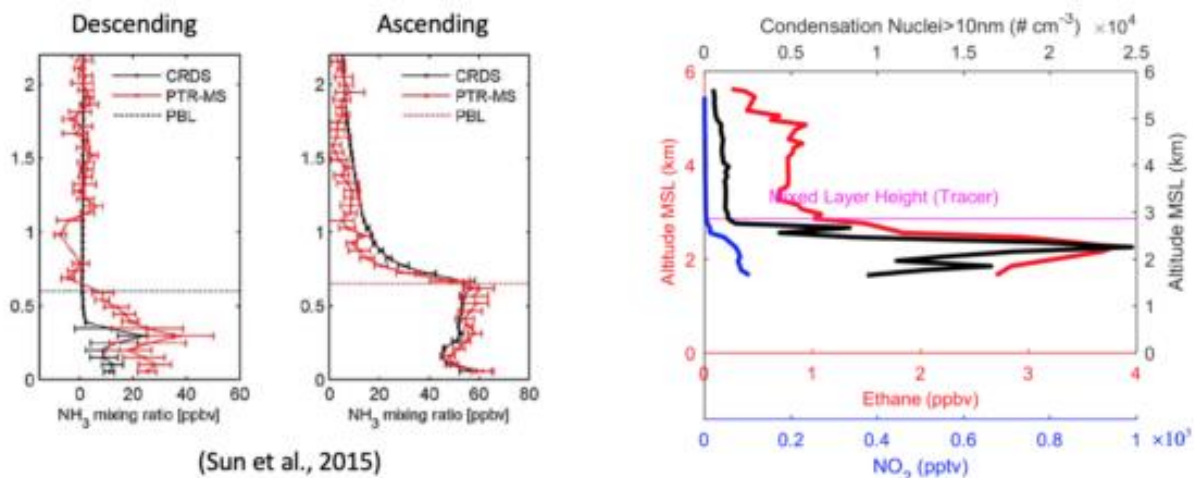 Descending
Ascending
CRDS
PTR-MS
PBL
2
1.5
1
0.5
0
0 20 40 60
NH3 mixing ratio [ppbv]
CRDS
PTR-MS
PBL
2
1.5
1
0.5
0
0 20 40 60 80
NH3 mixing ratio [ppbv]
(Sun et al., 2015)
Condensation Nuclei>10nm (# cm-3) ×104
0 0.5 1 1.5 2 2.5
6
5
4
3
2
1
0
Altitude MSL (km)
6
4
2
0
Altitude MSL (km)
Mixed Layer Height (Tracer)
0 1 2 3 4
Ethane (ppbv)
0 0.2 0.4 0.6 0.8 1 ×103
NO2 (pptv)